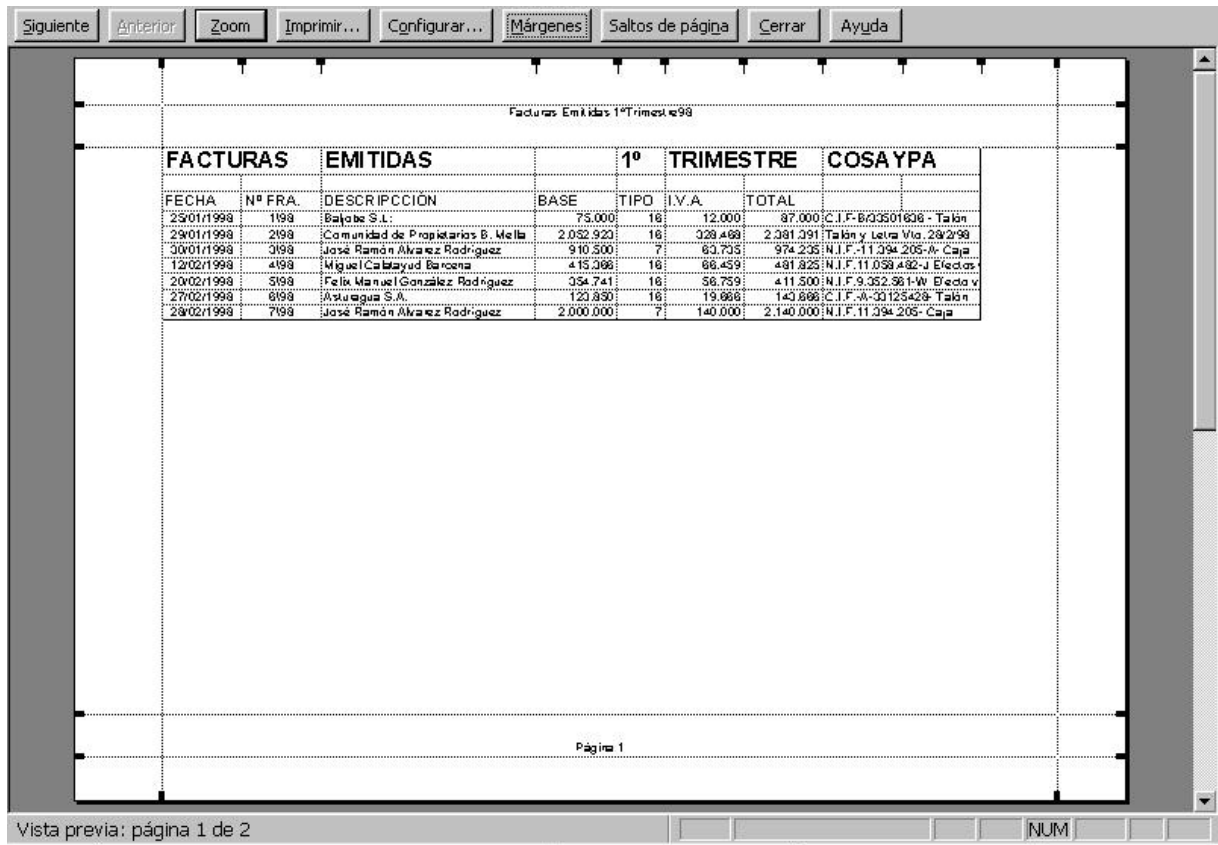 Siguiente Anterior Zoom Imprimir... Configurar... Márgenes Saltos de página Cerrar Ayuda
Facturas Emitidas 1ºTrimestre98
FACTURAS EMITIDAS 1º TRIMESTRE COSAYPA
FECHA Nº FRA. DESCRIPCCIÓN BASE TIPO I.V.A. TOTAL
25/01/1998 1\98 S.L: 75.000 16 12.000 87.000 C.I.F-B/33501636 - Talón
29/01/1998 2\98 Comunidad de Propietarios B. Mella 2.052.923 16 328.468 2.381.391 Talón y Letra Vto. 28/2/98
30/01/1998 3\98 José Ramón Alvarez Rodriguez 910.500 7 63.735 974.235 N.I.F.-11.394.205-A- Caja
12/02/1998 4\98 Miguel Calatayud Barcena 415.366 16 66.459 481.825 N.I.F.11.058.482-J Efectos
20/02/1998 5\98 Felix Manuel González Rodriguez 354.741 16 56.759 411.500 N.I.F.9.352.561-W Efecto v
27/02/1998 6\98 Asturagua S.A. 123.850 16 19.666 143.666 C.I.F.-A-33125428- Talón
28/02/1998 7\98 José Ramón Alvarez Rodriguez 2.000.000 7 140.000 2.140.000 N.I.F.11.394.205- Caja
Página 1
Vista previa: página 1 de 2 NUM